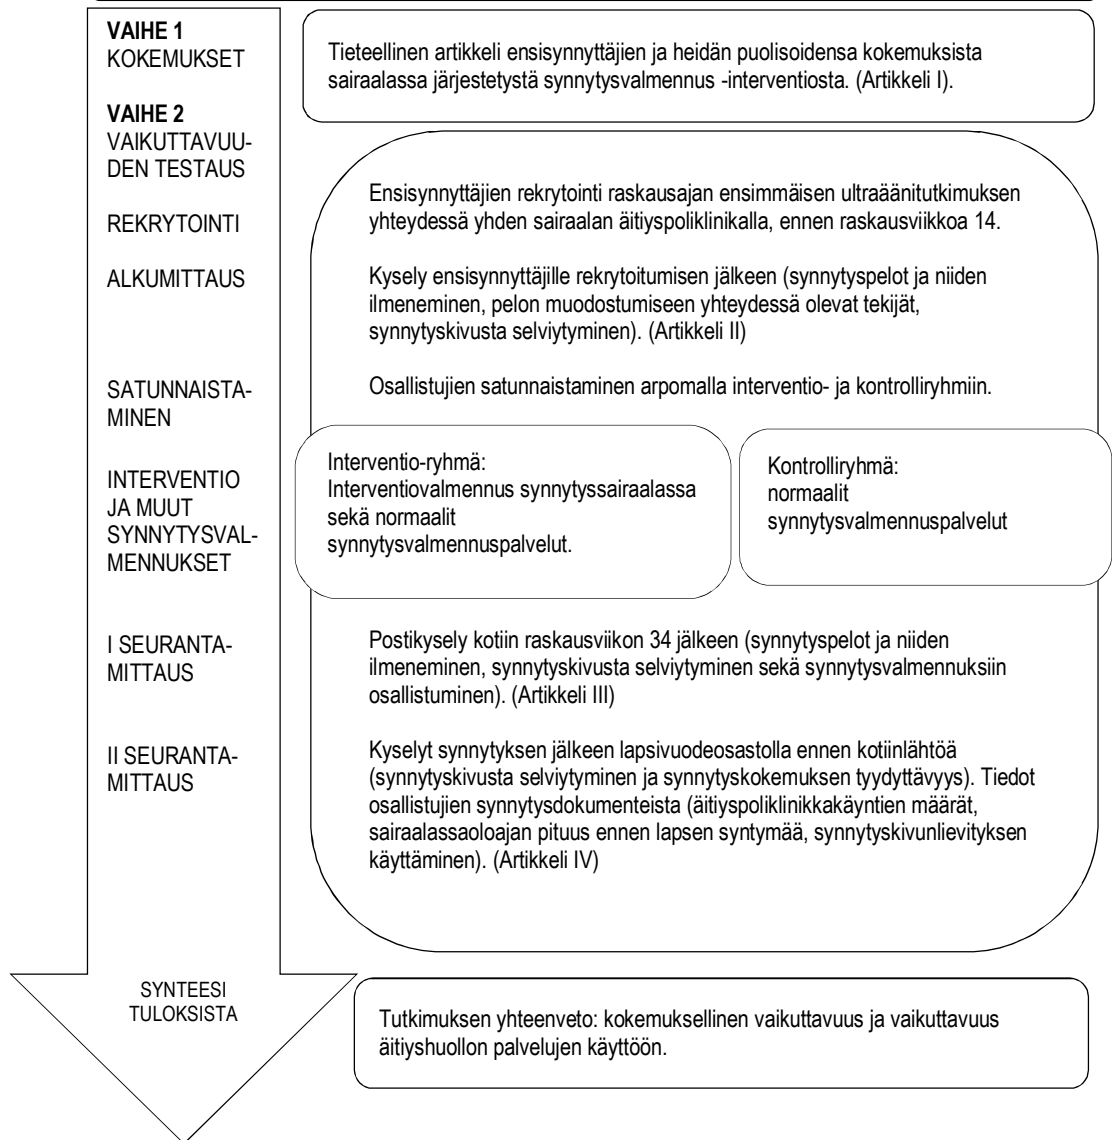 VAIHE 1
KOKEMUKSET
Tieteellinen artikkeli ensisynnyttäjien ja heidän puolisoidensa kokemuksista
sairaalassa järjestetystä synnytysvalmennus -interventiosta. (Artikkeli I).
VAIHE 2
VAIKUTTAVUU-
DEN TESTAUS
REKRYTOINTI
Ensisynnyttäjien rekrytointi raskausajan ensimmäisen ultraäänitutkimuksen
yhteydessä yhden sairaalan äitiyspoliklinikalla, ennen raskausviikkoa 14.
ALKUMITTAUS
Kysely ensisynnyttäjille rekrytoitumisen jälkeen (synnytyspelot ja niiden
ilmeneminen, pelon muodostumiseen yhteydessä olevat tekijät,
synnytyskivusta selviytyminen). (Artikkeli II)
SATUNNAISTA-
MINEN
Osallistujien satunnaistaminen arpomalla interventio- ja kontrolliryhmiin.
INTERVENTIO
JA MUUT
SYNNYTYSVAL-
MENNUKSET
Interventio-ryhmä:
Interventiovalmennus synnytyssairaalassa
sekä normaalit
synnytysvalmennuspalvelut.
Kontrolliryhmä:
normaalit
synnytysvalmennuspalvelut
I SEURANTA-
MITTAUS
Postikysely kotiin raskausviikon 34 jälkeen (synnytyspelot ja niiden
ilmeneminen, synnytyskivusta selviytyminen sekä synnytysvalmennuksiin
osallistuminen). (Artikkeli III)
II SEURANTA-
MITTAUS
Kyselyt synnytyksen jälkeen lapsivuodeosastolla ennen kotiinlähtöä
(synnytyskivusta selviytyminen ja synnytyskokemuksen tyydyttävyys). Tiedot
osallistujien synnytysdokumenteista (äitiyspoliklinikkakäyntien määrät,
sairaalassaoloajan pituus ennen lapsen syntymää, synnytyskivunlievityksen
käyttäminen). (Artikkeli IV)
SYNTEESI
TULOKSISTA
Tutkimuksen yhteenveto: kokemuksellinen vaikuttavuus ja vaikuttavuus
äitiyshuollon palvelujen käyttöön.